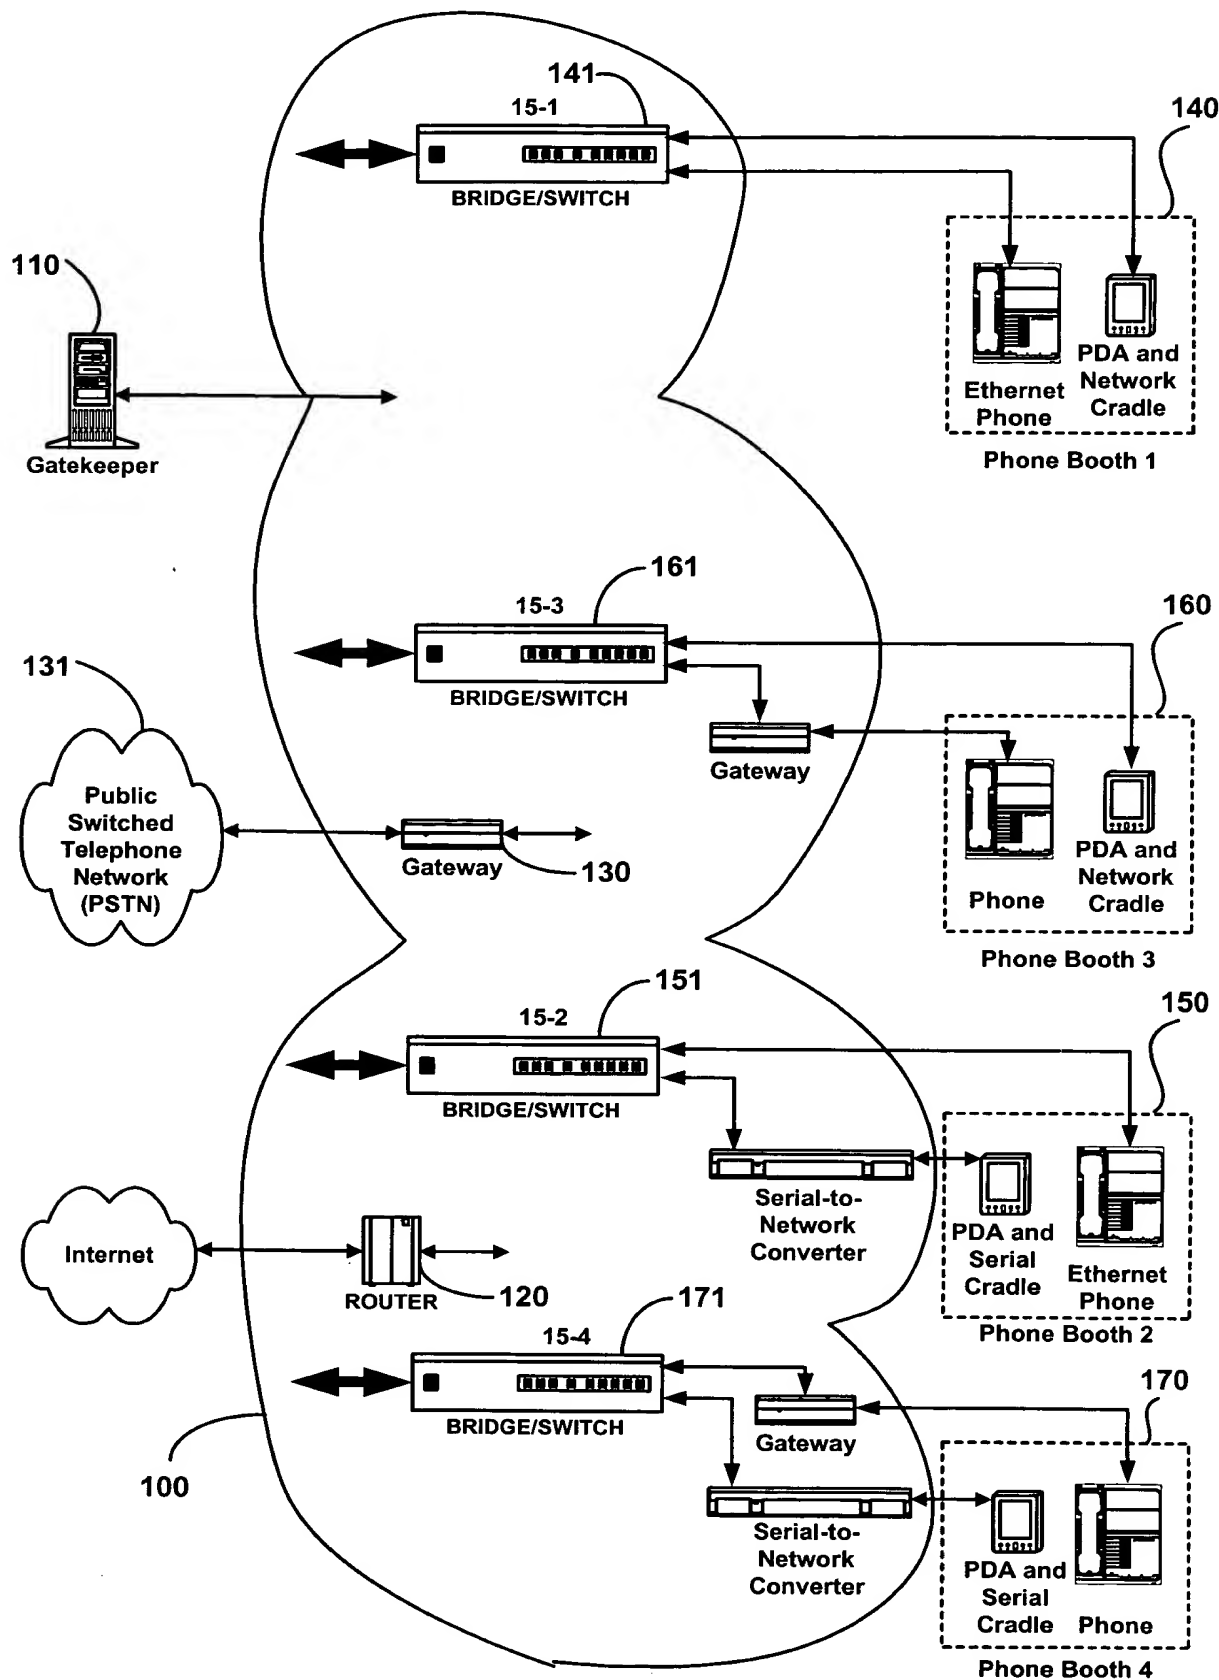 141
15-1
140
BRIDGE/SWITCH
110
PDA and
Network
Cradle
Ethernet
Phone
Phone Booth 1
Gatekeeper
161
15-3
160
131
BRIDGE/SWITCH
Gateway
Public
Switched
Telephone
Network
(PSTN)
Gateway
130
PDA and
Network
Cradle
Phone
Phone Booth 3
151
15-2
150
BRIDGE/SWITCH
Serial-to-
Network
Converter
PDA and
Serial
Cradle
Ethernet
Phone
Phone Booth 2
Internet
ROUTER
120
171
15-4
170
BRIDGE/SWITCH
Gateway
100
Serial-to-
Network
Converter
PDA and
Serial
Cradle
Phone
Phone Booth 4